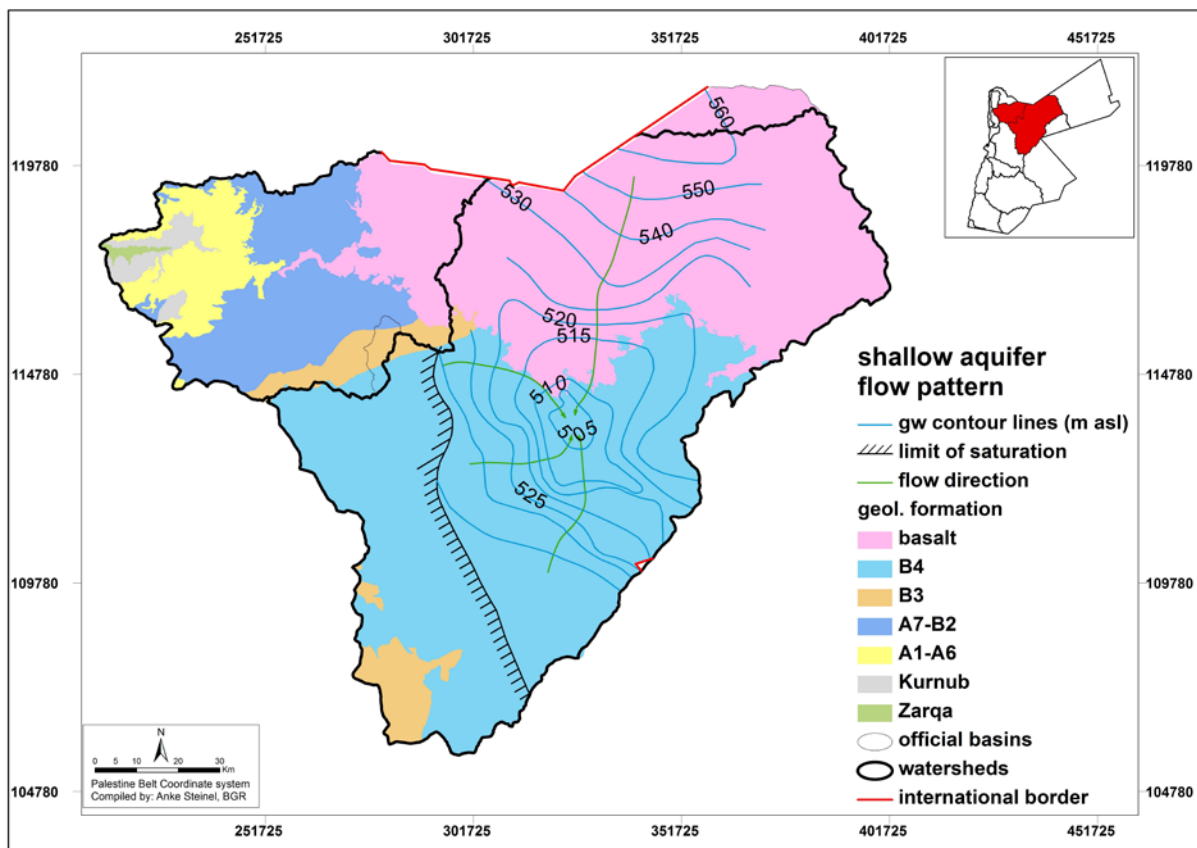 251725 301725 351725 401725 451725
119780 119780
114780 114780
109780 109780
104780 104780
251725 301725 351725 401725 451725
560
550
540
530
520
515
510
505
525
shallow aquifer
flow pattern
gw contour lines (m asl)
limit of saturation
flow direction
geol. formation
basalt
B4
B3
A7-B2
A1-A6
Kurnub
Zarqa
official basins
watersheds
international border
N
0 5 10 20 30
Km
Palestine Belt Coordinate system
Compiled by: Anke Steinel, BGR